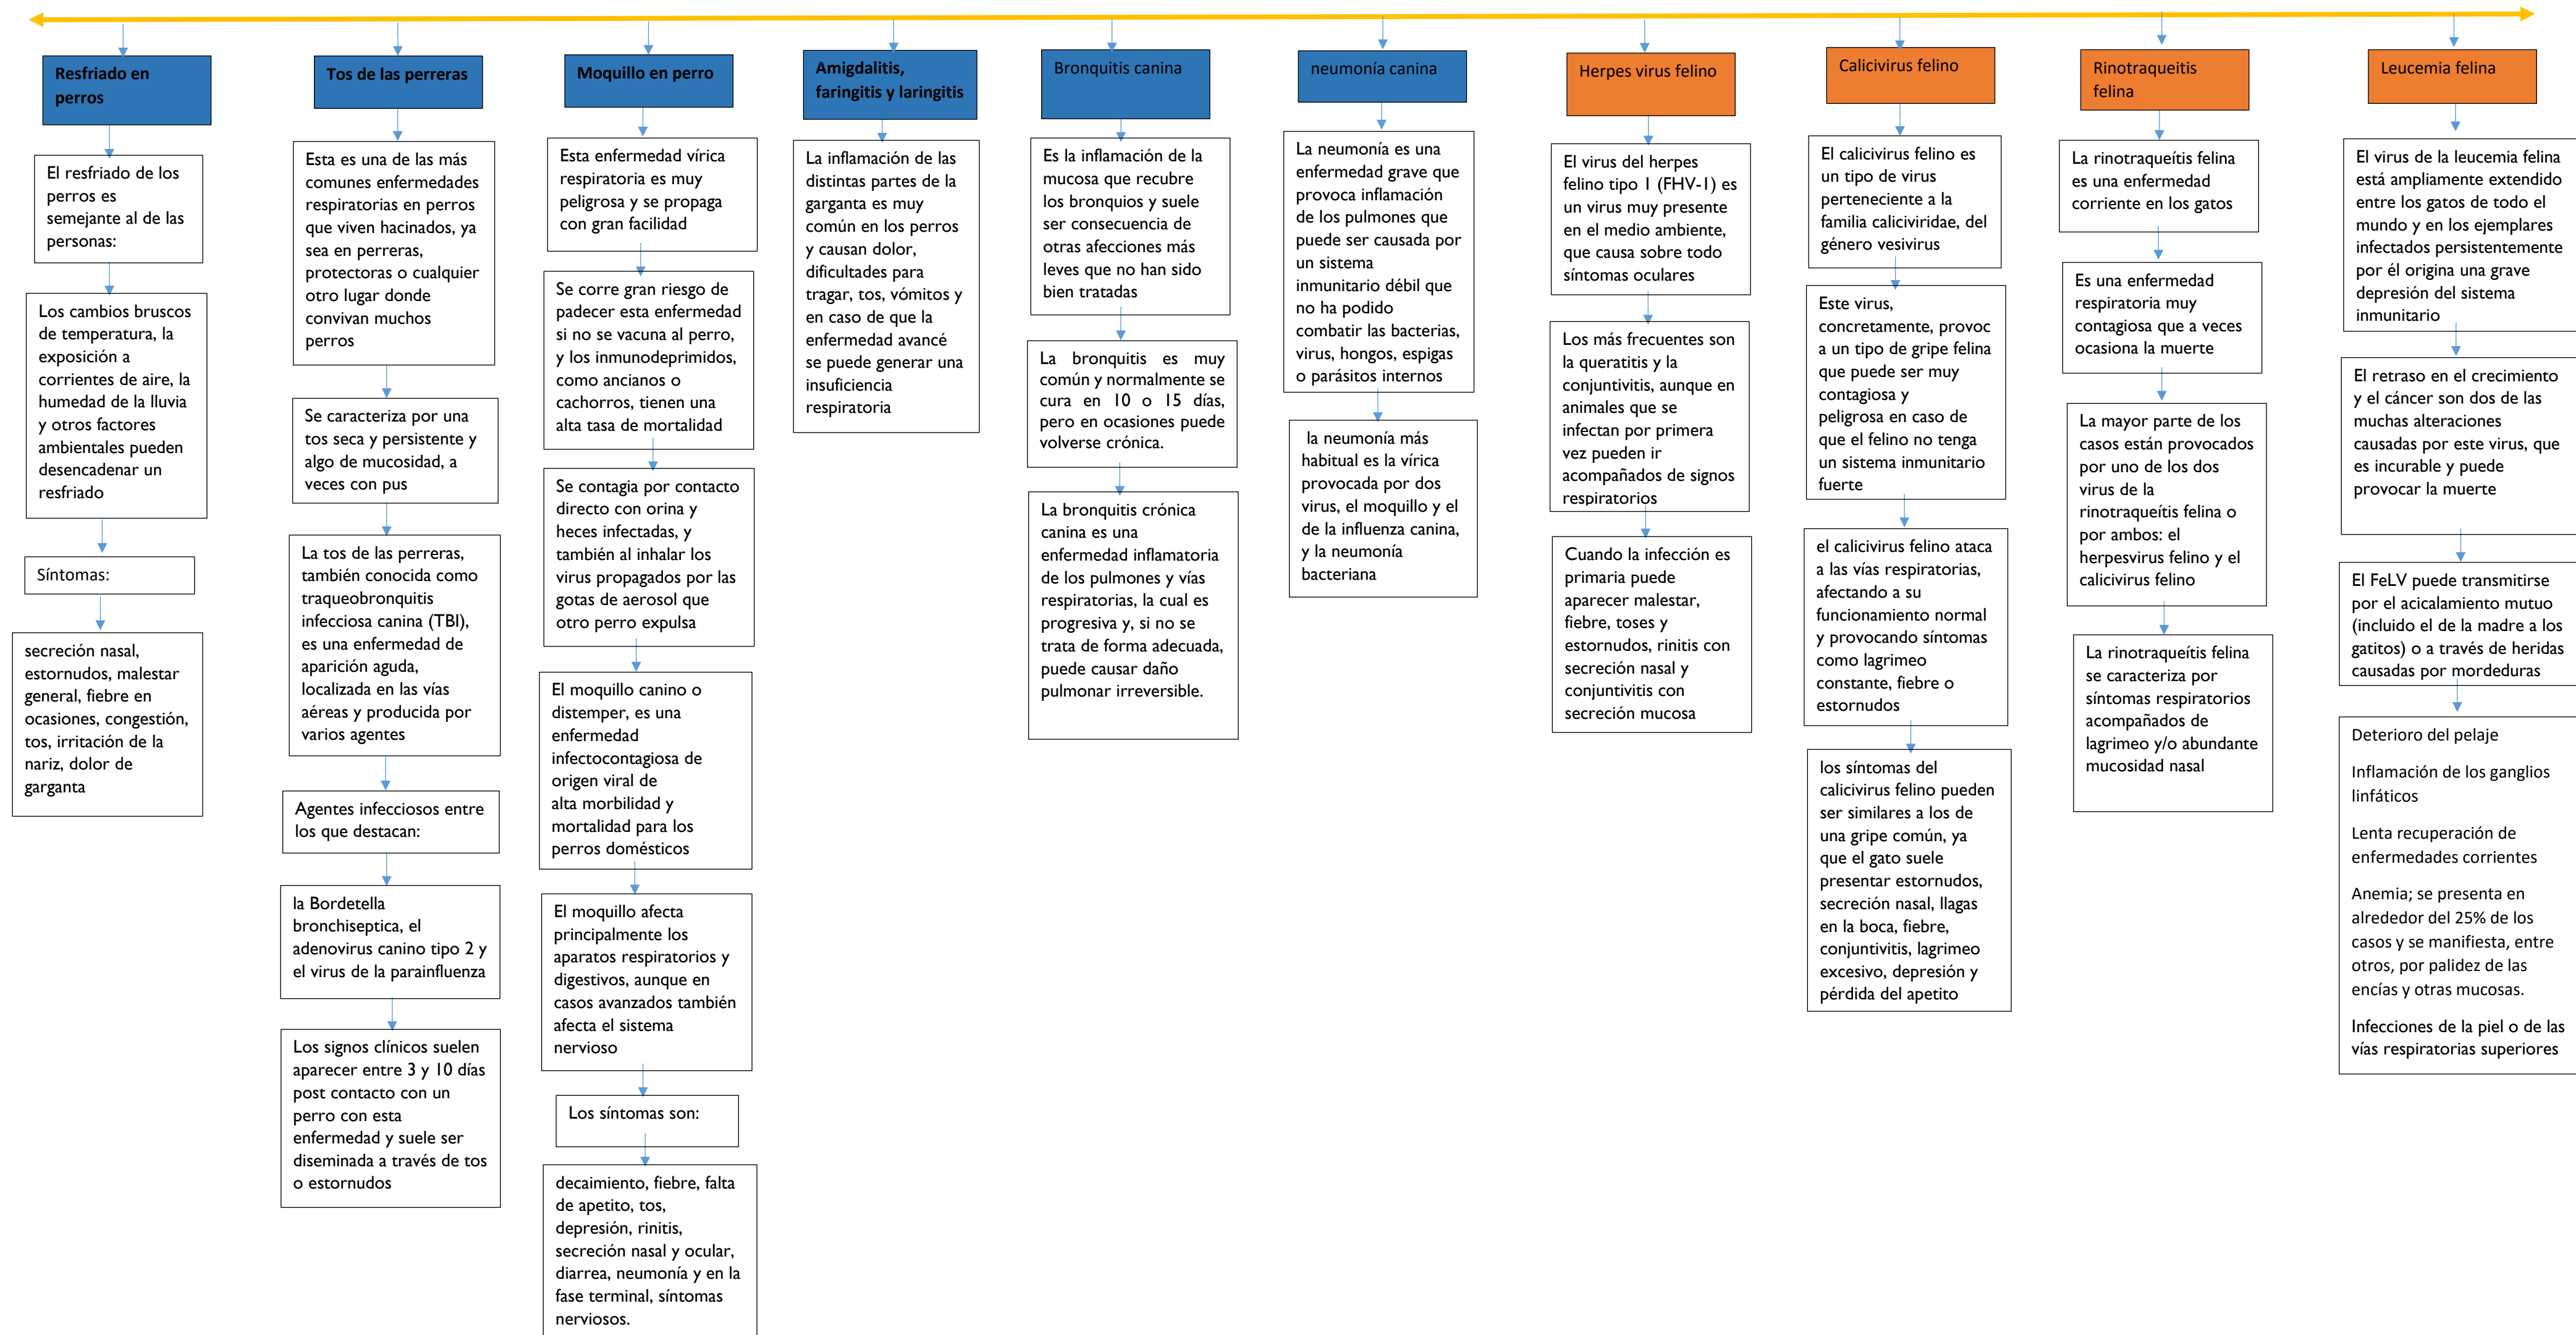 Resfriado en
perros
El resfriado de los
perros es
semejante al de las
personas:
Los cambios bruscos
de temperatura, la
exposición a
corrientes de aire, la
humedad de la lluvia
y otros factores
ambientales pueden
desencadenar un
resfriado
Síntomas:
secreción nasal,
estornudos, malestar
general, fiebre en
ocasiones, congestión,
tos, irritación de la
nariz, dolor de
garganta
Tos de las perreras
Esta es una de las más
comunes enfermedades
respiratorias en perros
que viven hacinados, ya
sea en perreras,
protectoras o cualquier
otro lugar donde
convivan muchos
perros
Se caracteriza por una
tos seca y persistente y
algo de mucosidad, a
veces con pus
La tos de las perreras,
también conocida como
traqueobronquitis
infecciosa canina (TBI),
es una enfermedad de
aparición aguda,
localizada en las vías
aéreas y producida por
varios agentes
Agentes infecciosos entre
los que destacan:
la Bordetella
bronchiseptica, el
adenovirus canino tipo 2 y
el virus de la parainfluenza
Los signos clínicos suelen
aparecer entre 3 y 10 días
post contacto con un
perro con esta
enfermedad y suele ser
diseminada a través de tos
o estornudos
Moquillo en perro
Esta enfermedad vírica
respiratoria es muy
peligrosa y se propaga
con gran facilidad
Se corre gran riesgo de
padecer esta enfermedad
si no se vacuna al perro,
y los inmunodeprimidos,
como ancianos o
cachorros, tienen una
alta tasa de mortalidad
Se contagia por contacto
directo con orina y
heces infectadas, y
también al inhalar los
virus propagados por las
gotas de aerosol que
otro perro expulsa
El moquillo canino o
distemper, es una
enfermedad
infectocontagiosa de
origen viral de
alta morbilidad y
mortalidad para los
perros domésticos
El moquillo afecta
principalmente los
aparatos respiratorios y
digestivos, aunque en
casos avanzados también
afecta el sistema
nervioso
Los síntomas son:
decaimiento, fiebre, falta
de apetito, tos,
depresión, rinitis,
secreción nasal y ocular,
diarrea, neumonía y en la
fase terminal, síntomas
nerviosos.
Amigdalitis,
faringitis y laringitis
La inflamación de las
distintas partes de la
garganta es muy
común en los perros
y causan dolor,
dificultades para
tragar, tos, vómitos y
en caso de que la
enfermedad avancé
se puede generar una
insuficiencia
respiratoria
Bronquitis canina
Es la inflamación de la
mucosa que recubre
los bronquios y suele
ser consecuencia de
otras afecciones más
leves que no han sido
bien tratadas
La bronquitis es muy
común y normalmente se
cura en 10 o 15 días,
pero en ocasiones puede
volverse crónica.
La bronquitis crónica
canina es una
enfermedad inflamatoria
de los pulmones y vías
respiratorias, la cual es
progresiva y, si no se
trata de forma adecuada,
puede causar daño
pulmonar irreversible.
neumonía canina
La neumonía es una
enfermedad grave que
provoca inflamación
de los pulmones que
puede ser causada por
un sistema
inmunitario débil que
no ha podido
combatir las bacterias,
virus, hongos, espigas
o parásitos internos
la neumonía más
habitual es la vírica
provocada por dos
virus, el moquillo y el
de la influenza canina,
y la neumonía
bacteriana
Herpes virus felino
El virus del herpes
felino tipo 1 (FHV-1) es
un virus muy presente
en el medio ambiente,
que causa sobre todo
síntomas oculares
Los más frecuentes son
la queratitis y la
conjuntivitis, aunque en
animales que se
infectan por primera
vez pueden ir
acompañados de signos
respiratorios
Cuando la infección es
primaria puede
aparecer malestar,
fiebre, toses y
estornudos, rinitis con
secreción nasal y
conjuntivitis con
secreción mucosa
Calicivirus felino
El calicivirus felino es
un tipo de virus
perteneciente a la
familia caliciviridae, del
género vesivirus
Este virus,
concretamente, provoc
a un tipo de gripe felina
que puede ser muy
contagiosa y
peligrosa en caso de
que el felino no tenga
un sistema inmunitario
fuerte
el calicivirus felino ataca
a las vías respiratorias,
afectando a su
funcionamiento normal
y provocando síntomas
como lagrimeo
constante, fiebre o
estornudos
los síntomas del
calicivirus felino pueden
ser similares a los de
una gripe común, ya
que el gato suele
presentar estornudos,
secreción nasal, llagas
en la boca, fiebre,
conjuntivitis, lagrimeo
excesivo, depresión y
pérdida del apetito
Rinotraqueitis
felina
La rinotraqueítis felina
es una enfermedad
corriente en los gatos
Es una enfermedad
respiratoria muy
contagiosa que a veces
ocasiona la muerte
La mayor parte de los
casos están provocados
por uno de los dos
virus de la
rinotraqueítis felina o
por ambos: el
herpesvirus felino y el
calicivirus felino
La rinotraqueítis felina
se caracteriza por
síntomas respiratorios
acompañados de
lagrimeo y/o abundante
mucosidad nasal
Leucemia felina
El virus de la leucemia felina
está ampliamente extendido
entre los gatos de todo el
mundo y en los ejemplares
infectados persistentemente
por él origina una grave
depresión del sistema
inmunitario
El retraso en el crecimiento
y el cáncer son dos de las
muchas alteraciones
causadas por este virus, que
es incurable y puede
provocar la muerte
El FeLV puede transmitirse
por el acicalamiento mutuo
(incluido el de la madre a los
gatitos) o a través de heridas
causadas por mordeduras
Deterioro del pelaje
Inflamación de los ganglios
linfáticos
Lenta recuperación de
enfermedades corrientes
Anemia; se presenta en
alrededor del 25% de los
casos y se manifiesta, entre
otros, por palidez de las
encías y otras mucosas.
Infecciones de la piel o de las
vías respiratorias superiores